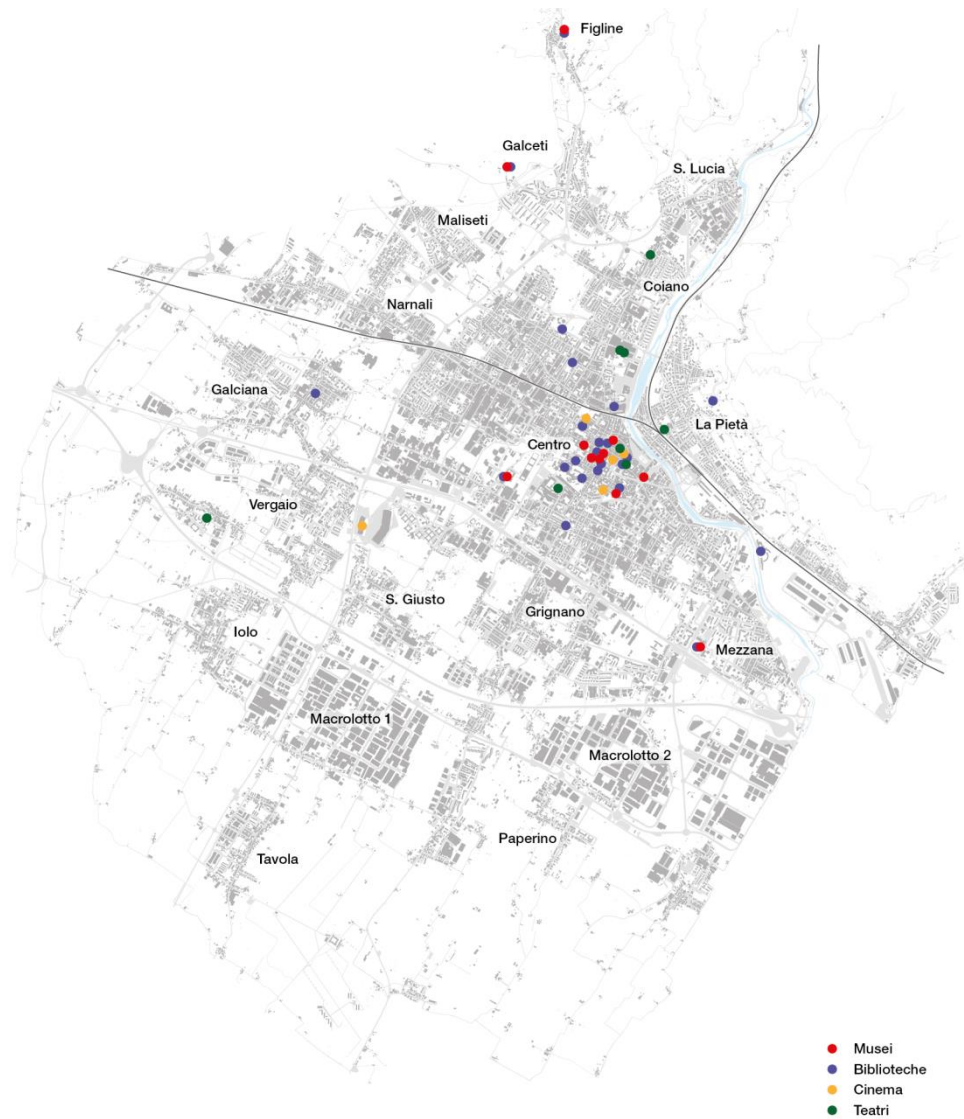 Figline
Galceti
S. Lucia
Maliseti
Coiano
Narnali
Galciana
La Pietà
Centro
Vergaio
S. Giusto
Grignano
Iolo
Mezzana
Macrolotto 1
Macrolotto 2
Paperino
Tavola
Musei
Biblioteche
Cinema
Teatri